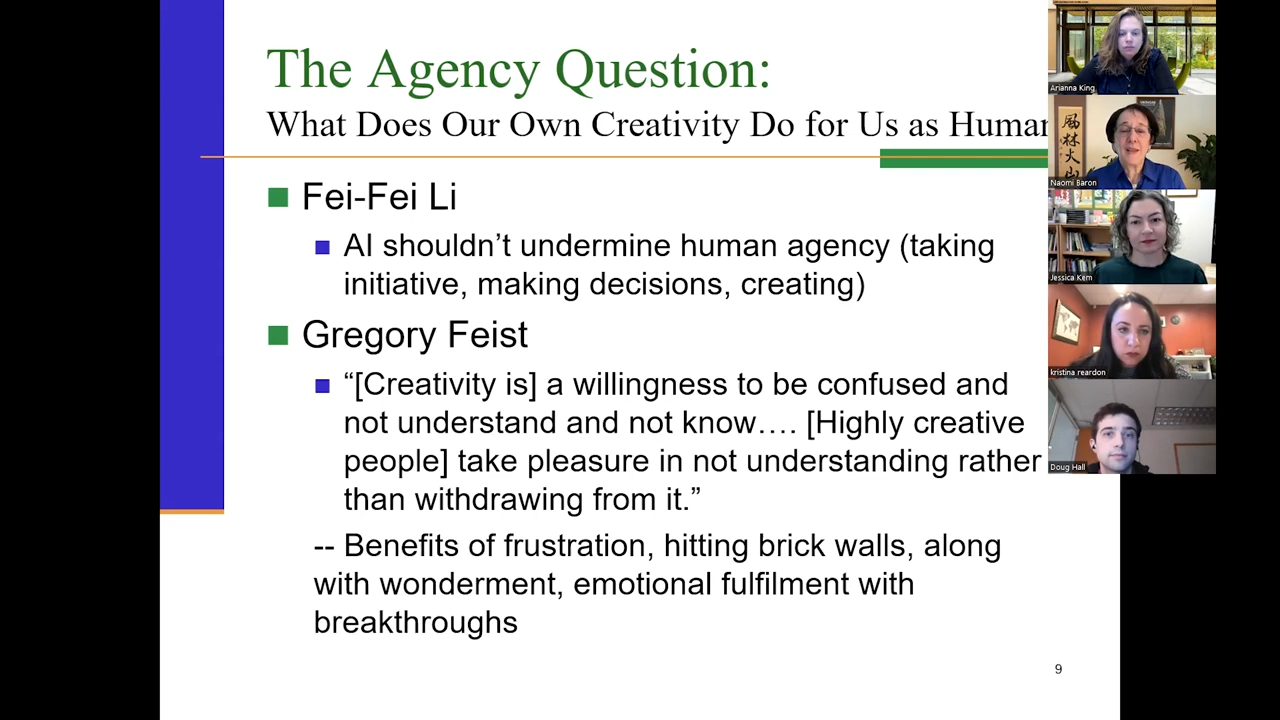 The Agency Question:
What Does Our Own Creativity Do for Us as Human
Fei-Fei Li
AI shouldn’t undermine human agency (taking
initiative, making decisions, creating)
Gregory Feist
“[Creativity is] a willingness to be confused and
not understand and not know…. [Highly creative
people] take pleasure in not understanding rather
than withdrawing from it.”
-- Benefits of frustration, hitting brick walls, along
with wonderment, emotional fulfilment with
breakthroughs
9
Arianna King
風林火山
Naomi Baron
Jessica Kem
kristina reardon
Doug Hall